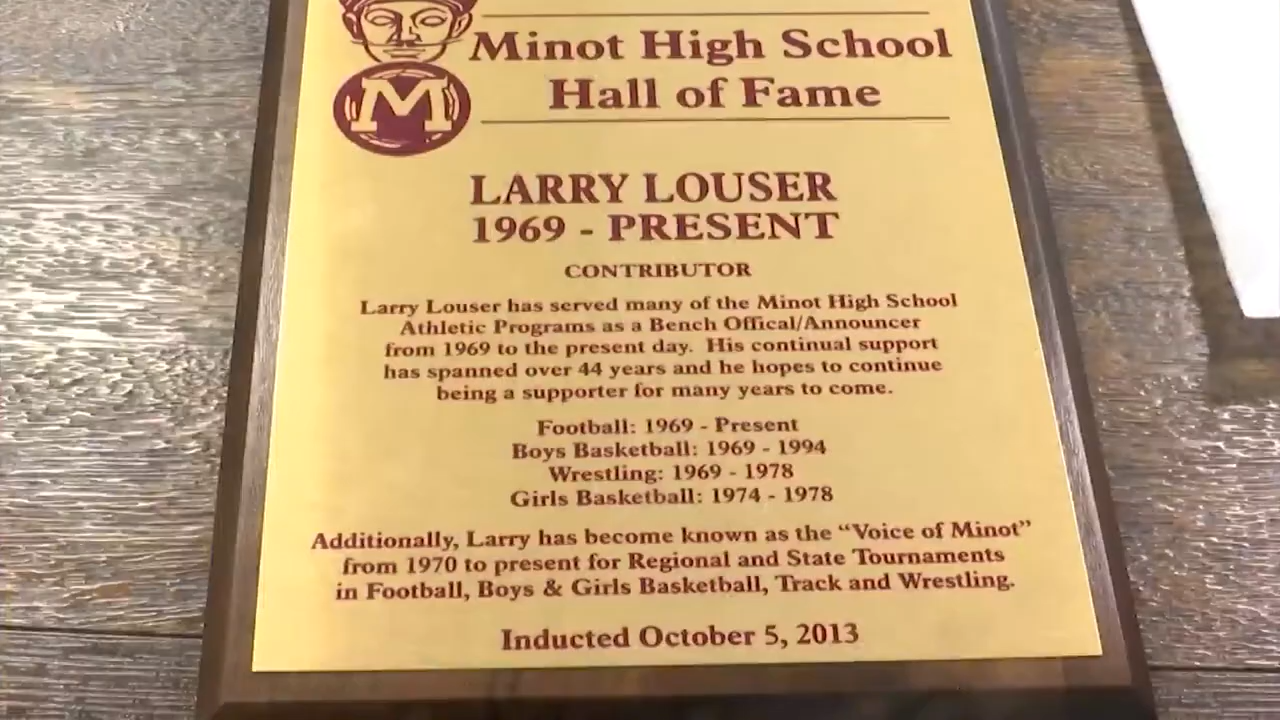 Minot High School
Hall of Fame
M
LARRY LOUSER
1969 - PRESENT
CONTRIBUTOR
Larry Louser has served many of the Minot High School
Athletic Programs as a Bench Offical/Announcer
from 1969 to the present day. His continual support
has spanned over 44 years and he hopes to continue
being a supporter for many years to come.
Football: 1969 - Present
Boys Basketball: 1969 - 1994
Wrestling: 1969 - 1978
Girls Basketball: 1974 - 1978
Additionally, Larry has become known as the “Voice of Minot”
from 1970 to present for Regional and State Tournaments
in Football, Boys & Girls Basketball, Track and Wrestling.
Inducted October 5, 2013